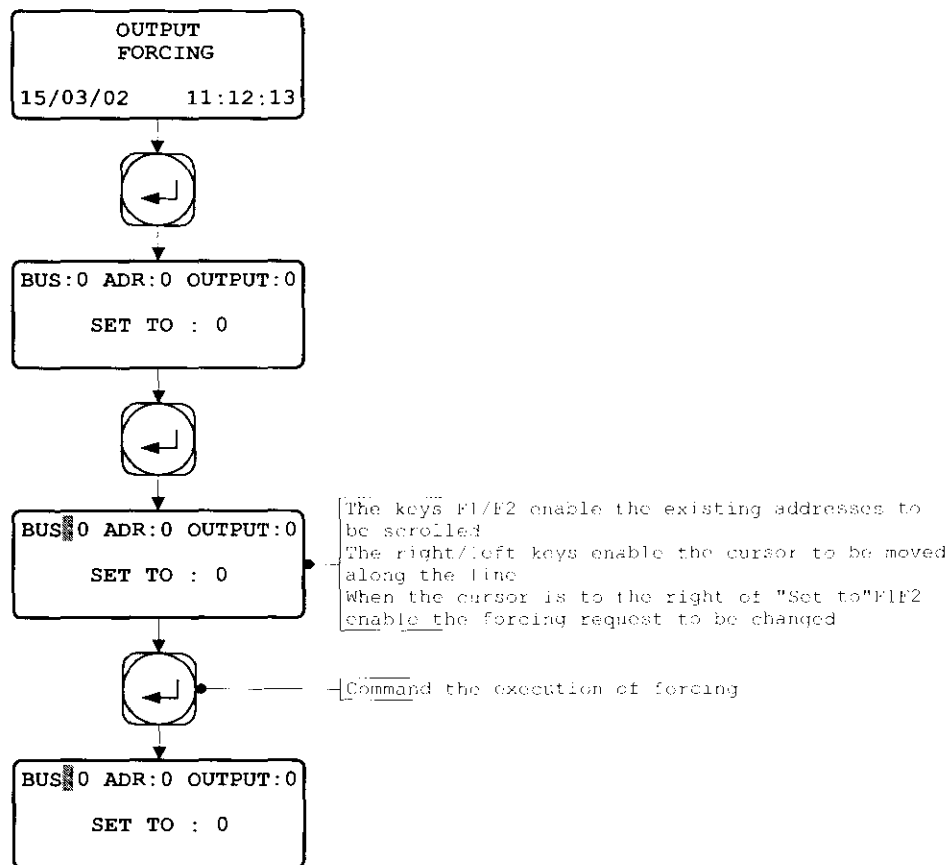 OUTPUT
FORCING
15/03/02 11:12:13
BUS:0 ADR:0 OUTPUT:0
SET TO : 0
BUS:0 ADR:0 OUTPUT:0
SET TO : 0
The keys F1/F2 enable the existing addresses to
be scrolled
The right/left keys enable the cursor to be moved
along the line
When the cursor is to the right of "Set to"F1F2
enable the forcing request to be changed
Command the execution of forcing
BUS:0 ADR:0 OUTPUT:0
SET TO : 0